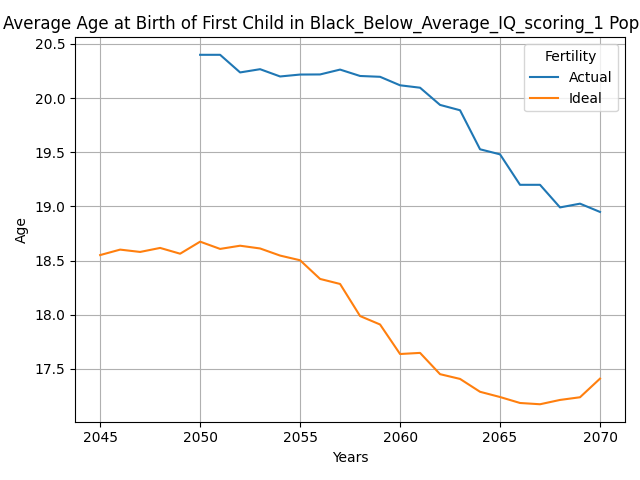 Average Age at Birth of First Child in Black_Below_Average_IQ_scoring_1 Pop
20.5
20.0
19.5
19.0
18.5
18.0
17.5
Age
Fertility
Actual
Ideal
2045 2050 2055 2060 2065 2070
Years